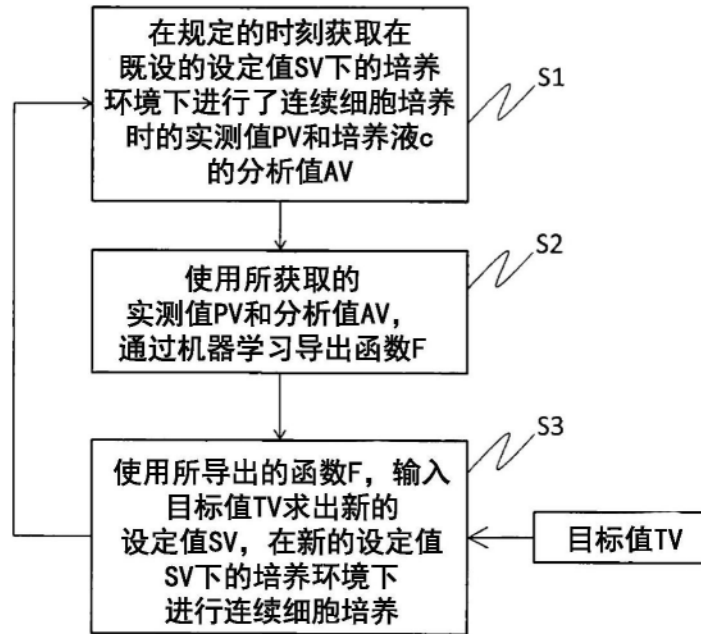 在规定的时刻获取在
既设的设定值SV下的培养
环境下进行了连续细胞培养
时的实测值PV和培养液c
的分析值AV
S1
使用所获取的
实测值PV和分析值AV,
通过机器学习导出函数F
S2
使用所导出的函数F, 输入
目标值TV求出新的
设定值SV, 在新的设定值
SV下的培养环境下
进行连续细胞培养
S3
目标值TV